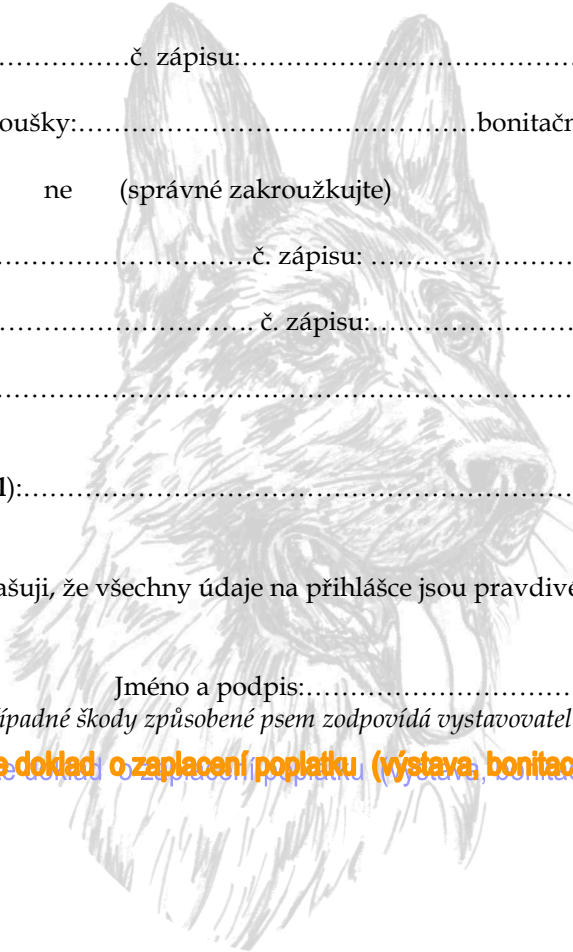 ……………č. zápisu:………………………………
oušky:………………………………………bonitačn
ne (správné zakroužkujte)
…………………………č. zápisu: …………………
………………………. č. zápisu:…………………
……………………………………………………………
l):…………………………………………………………
ašuji, že všechny údaje na přihlášce jsou pravdivé
Jméno a podpis:…………………………
ípadné škody způsobené psem zodpovídá vystavovatel
e doklad o zaplacení poplatku (výstava, bonitac